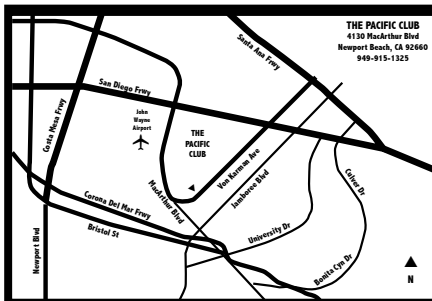 THE PACIFIC CLUB
4130 MacArthur Blvd
Newport Beach, CA 92660
949-915-1325
Santa Ana Frwy
San Diego Frwy
Costa Mesa Frwy
John
Wayne
Airport
THE
PACIFIC
CLUB
Von Karman Ave
Jamboree Blvd
Culver Dr
MacArthur Blvd
Corona Del Mar Frwy
Bristol St
University Dr
Newport Blvd
Bonita Cyn Dr
N